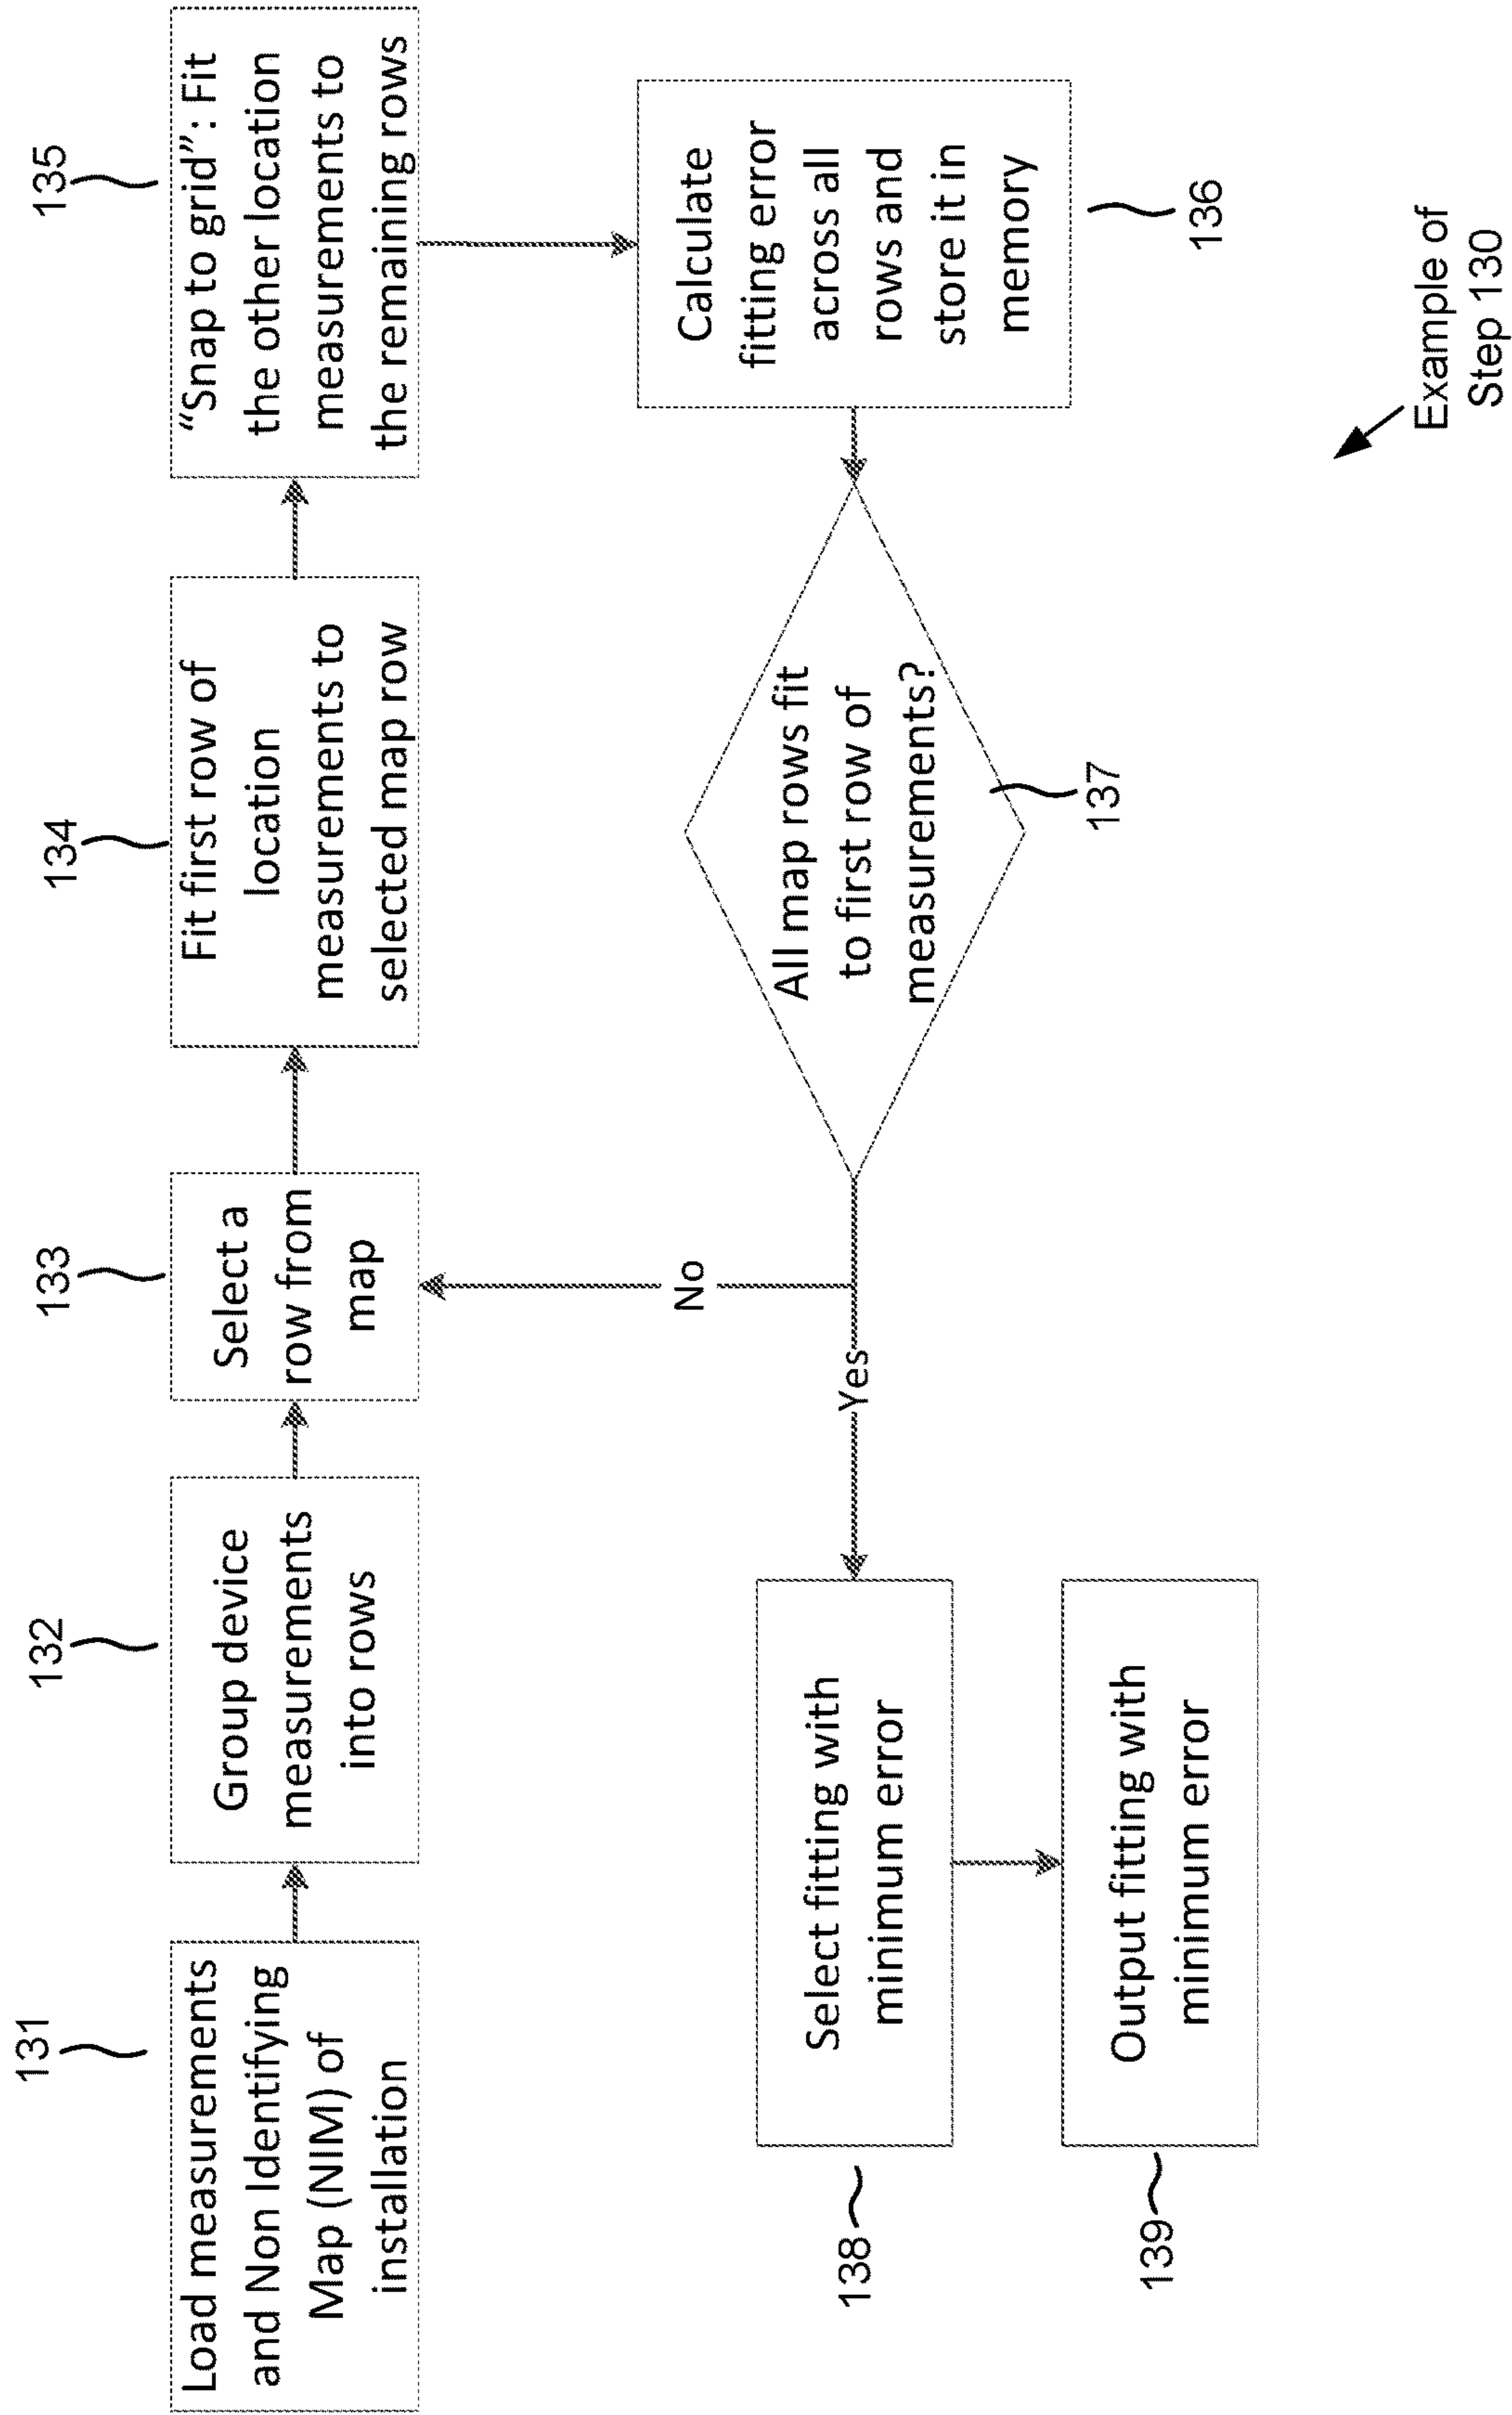 131
Load measurements
and Non Identifying
Map (NIM) of
installation
132
Group device
measurements
into rows
133
Select a
row from
map
134
Fit first row of
location
measurements to
selected map row
135
“Snap to grid”: Fit
the other location
measurements to
the remaining rows
Calculate
fitting error
across all
rows and
store it in
memory
136
All map rows fit
to first row of
measurements?
137
No
Yes
138
Select fitting with
minimum error
139
Output fitting with
minimum error
Example of
Step 130